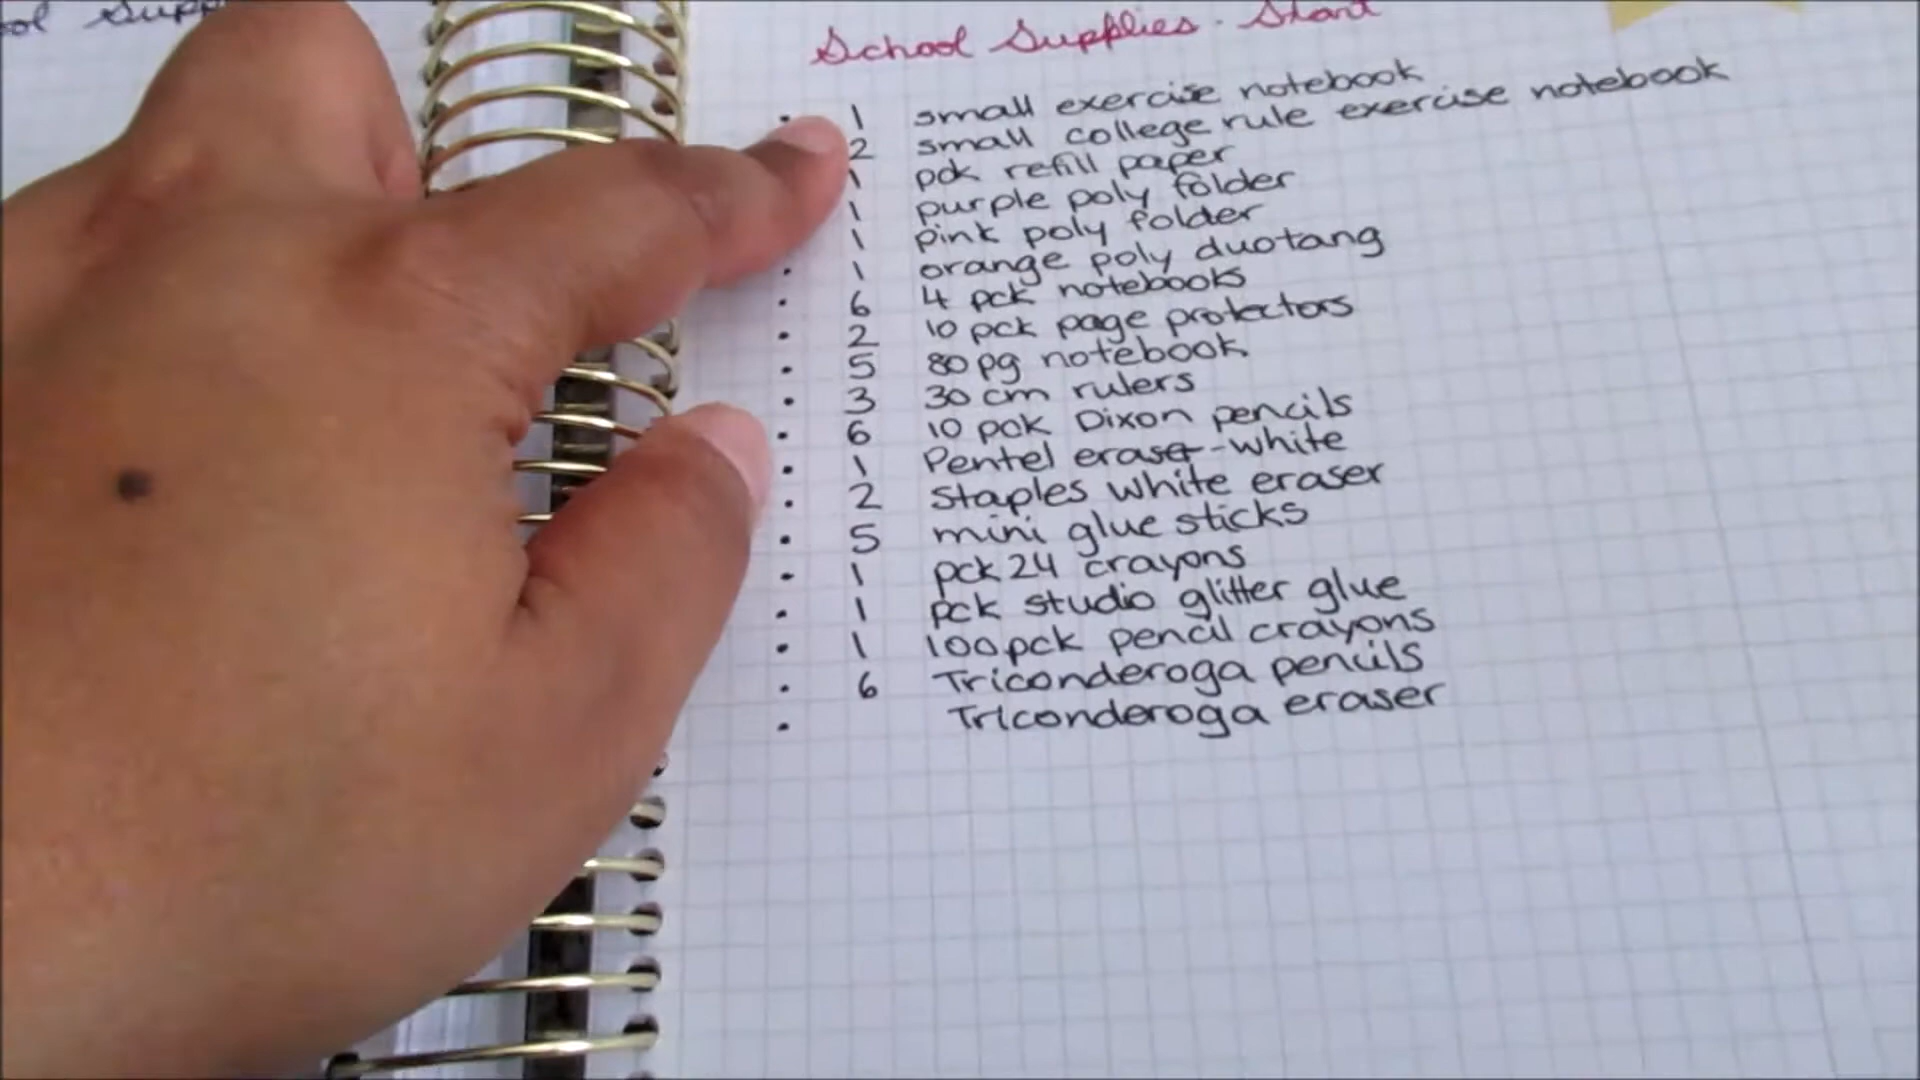 School Supplies - Start
· 1 small exercise notebook
2 small college rule exercise notebook
1 pck refill paper
1 purple poly folder
1 pink poly folder
· 1 orange poly duotang
· 6 4 pck notebooks
· 2 10 pck page protectors
· 5 80 pg notebook
· 3 30 cm rulers
· 6 10 pck Dixon pencils
· 1 Pentel eraser - white
· 2 Staples white eraser
· 5 mini glue sticks
· 1 pck 24 crayons
· 1 pck studio glitter glue
· 1 100 pck pencil crayons
· 6 Triconderoga pencils
· Triconderoga eraser